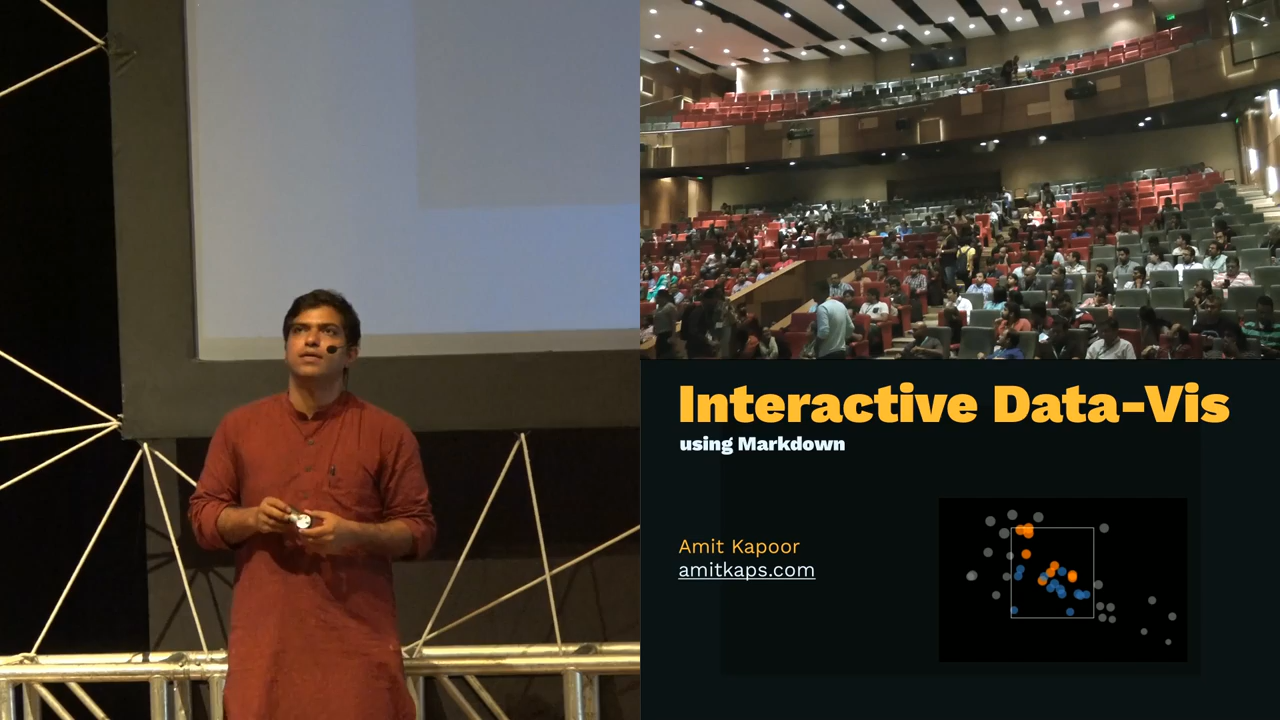 Interactive Data-Vis
using Markdown
Amit Kapoor
amitkaps.com